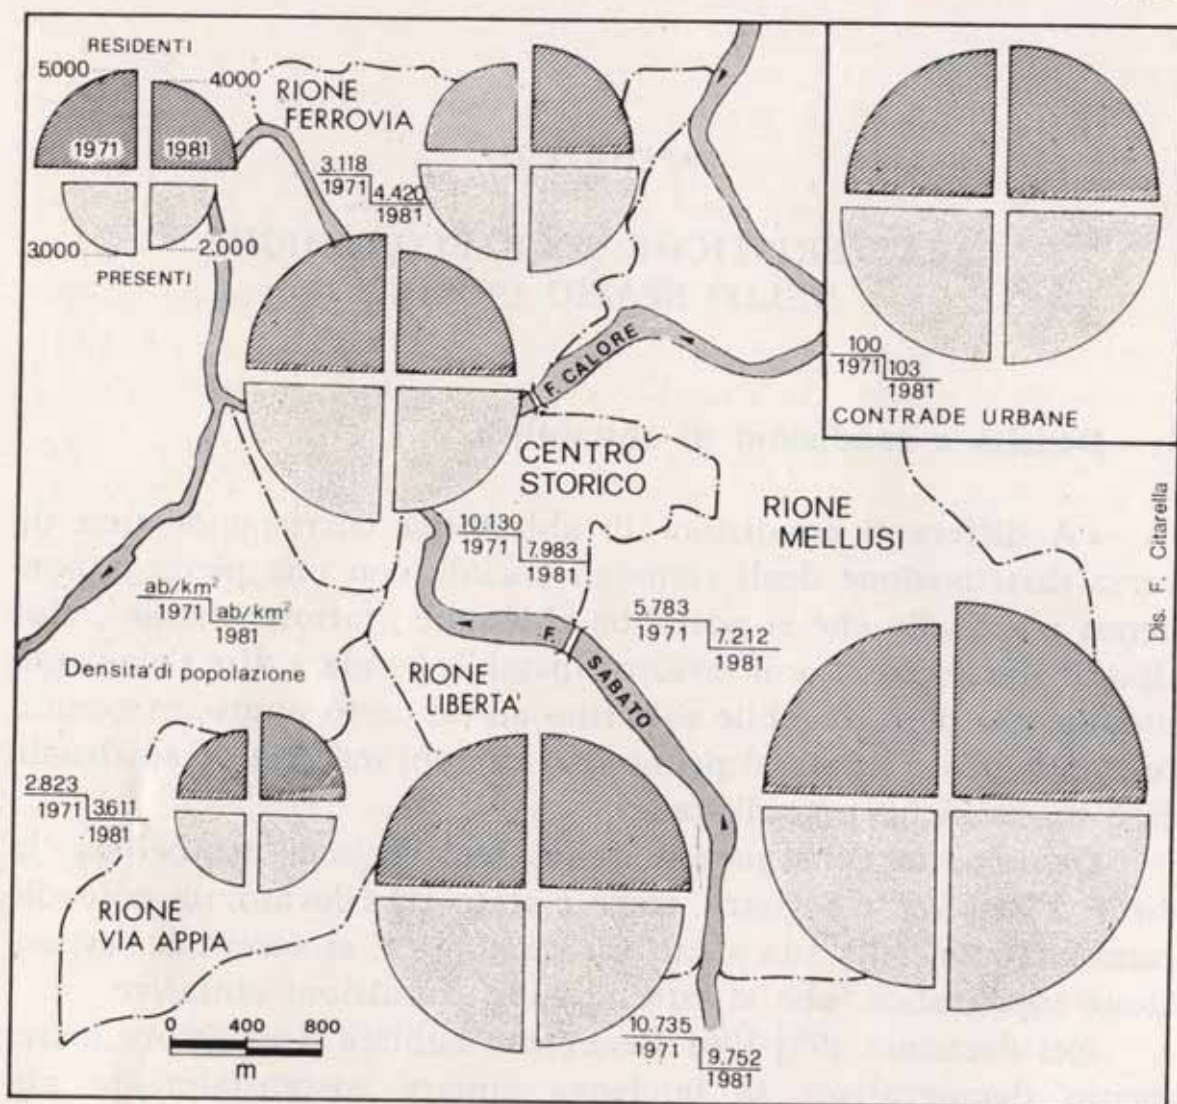 RESIDENTI
5.000
4.000
1971
1981
3.000
2.000
PRESENTI
RIONE
FERROVIA
3.118
1971
4.420
1981
100
1971
103
1981
CONTRADE URBANE
F. CALORE
CENTRO
STORICO
10.130
1971
7.983
1981
RIONE
MELLUSI
5.783
1971
7.212
1981
ab/km²
1971
ab/km²
1981
Densita' di popolazione
RIONE
LIBERTA'
F. SABATO
2.823
1971
3.611
1981
RIONE
VIA APPIA
0 400 800
m
10.735
1971
9.752
1981
Dis. F. Citarella